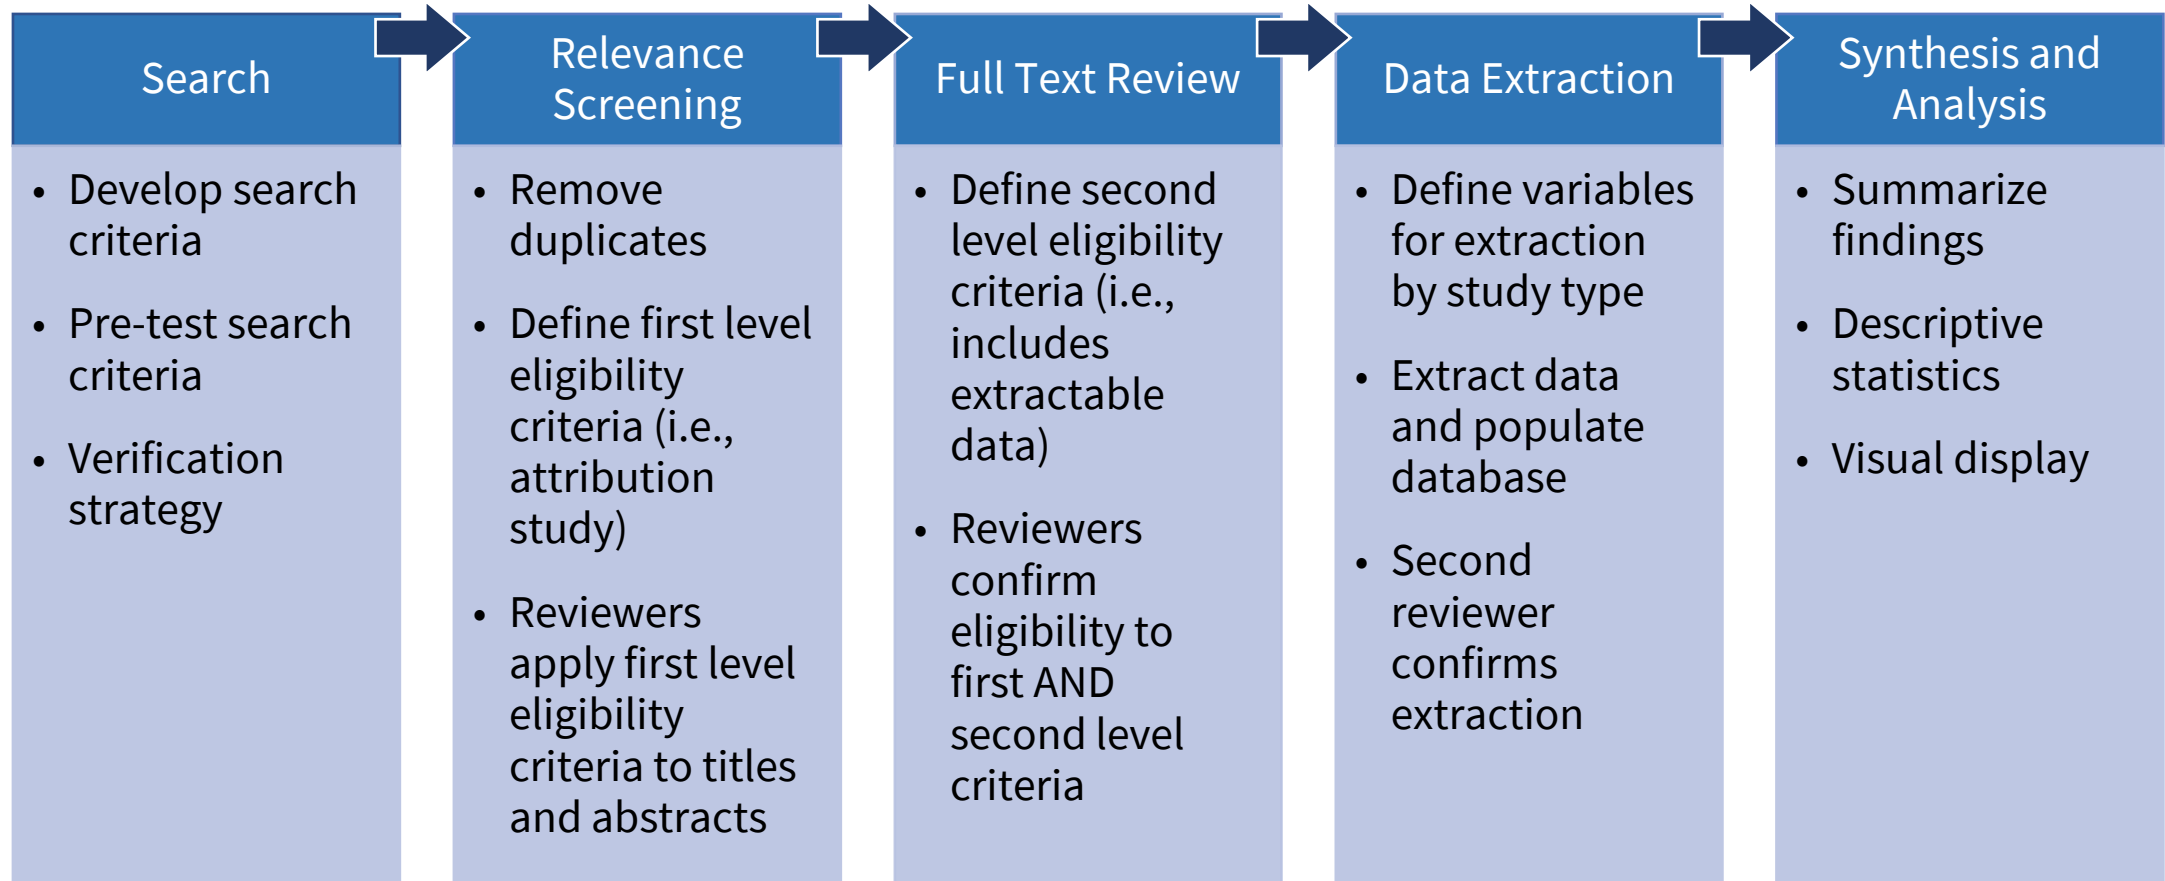 Search
• Develop search
criteria
• Pre-test search
criteria
• Verification
strategy
Relevance
Screening
• Remove
duplicates
• Define first level
eligibility
criteria (i.e.,
attribution
study)
• Reviewers
apply first level
eligibility
criteria to titles
and abstracts
Full Text Review
• Define second
level eligibility
criteria (i.e.,
includes
extractable
data)
• Reviewers
confirm
eligibility to
first AND
second level
criteria
Data Extraction
• Define variables
for extraction
by study type
• Extract data
and populate
database
• Second
reviewer
confirms
extraction
Synthesis and
Analysis
• Summarize
findings
• Descriptive
statistics
• Visual display